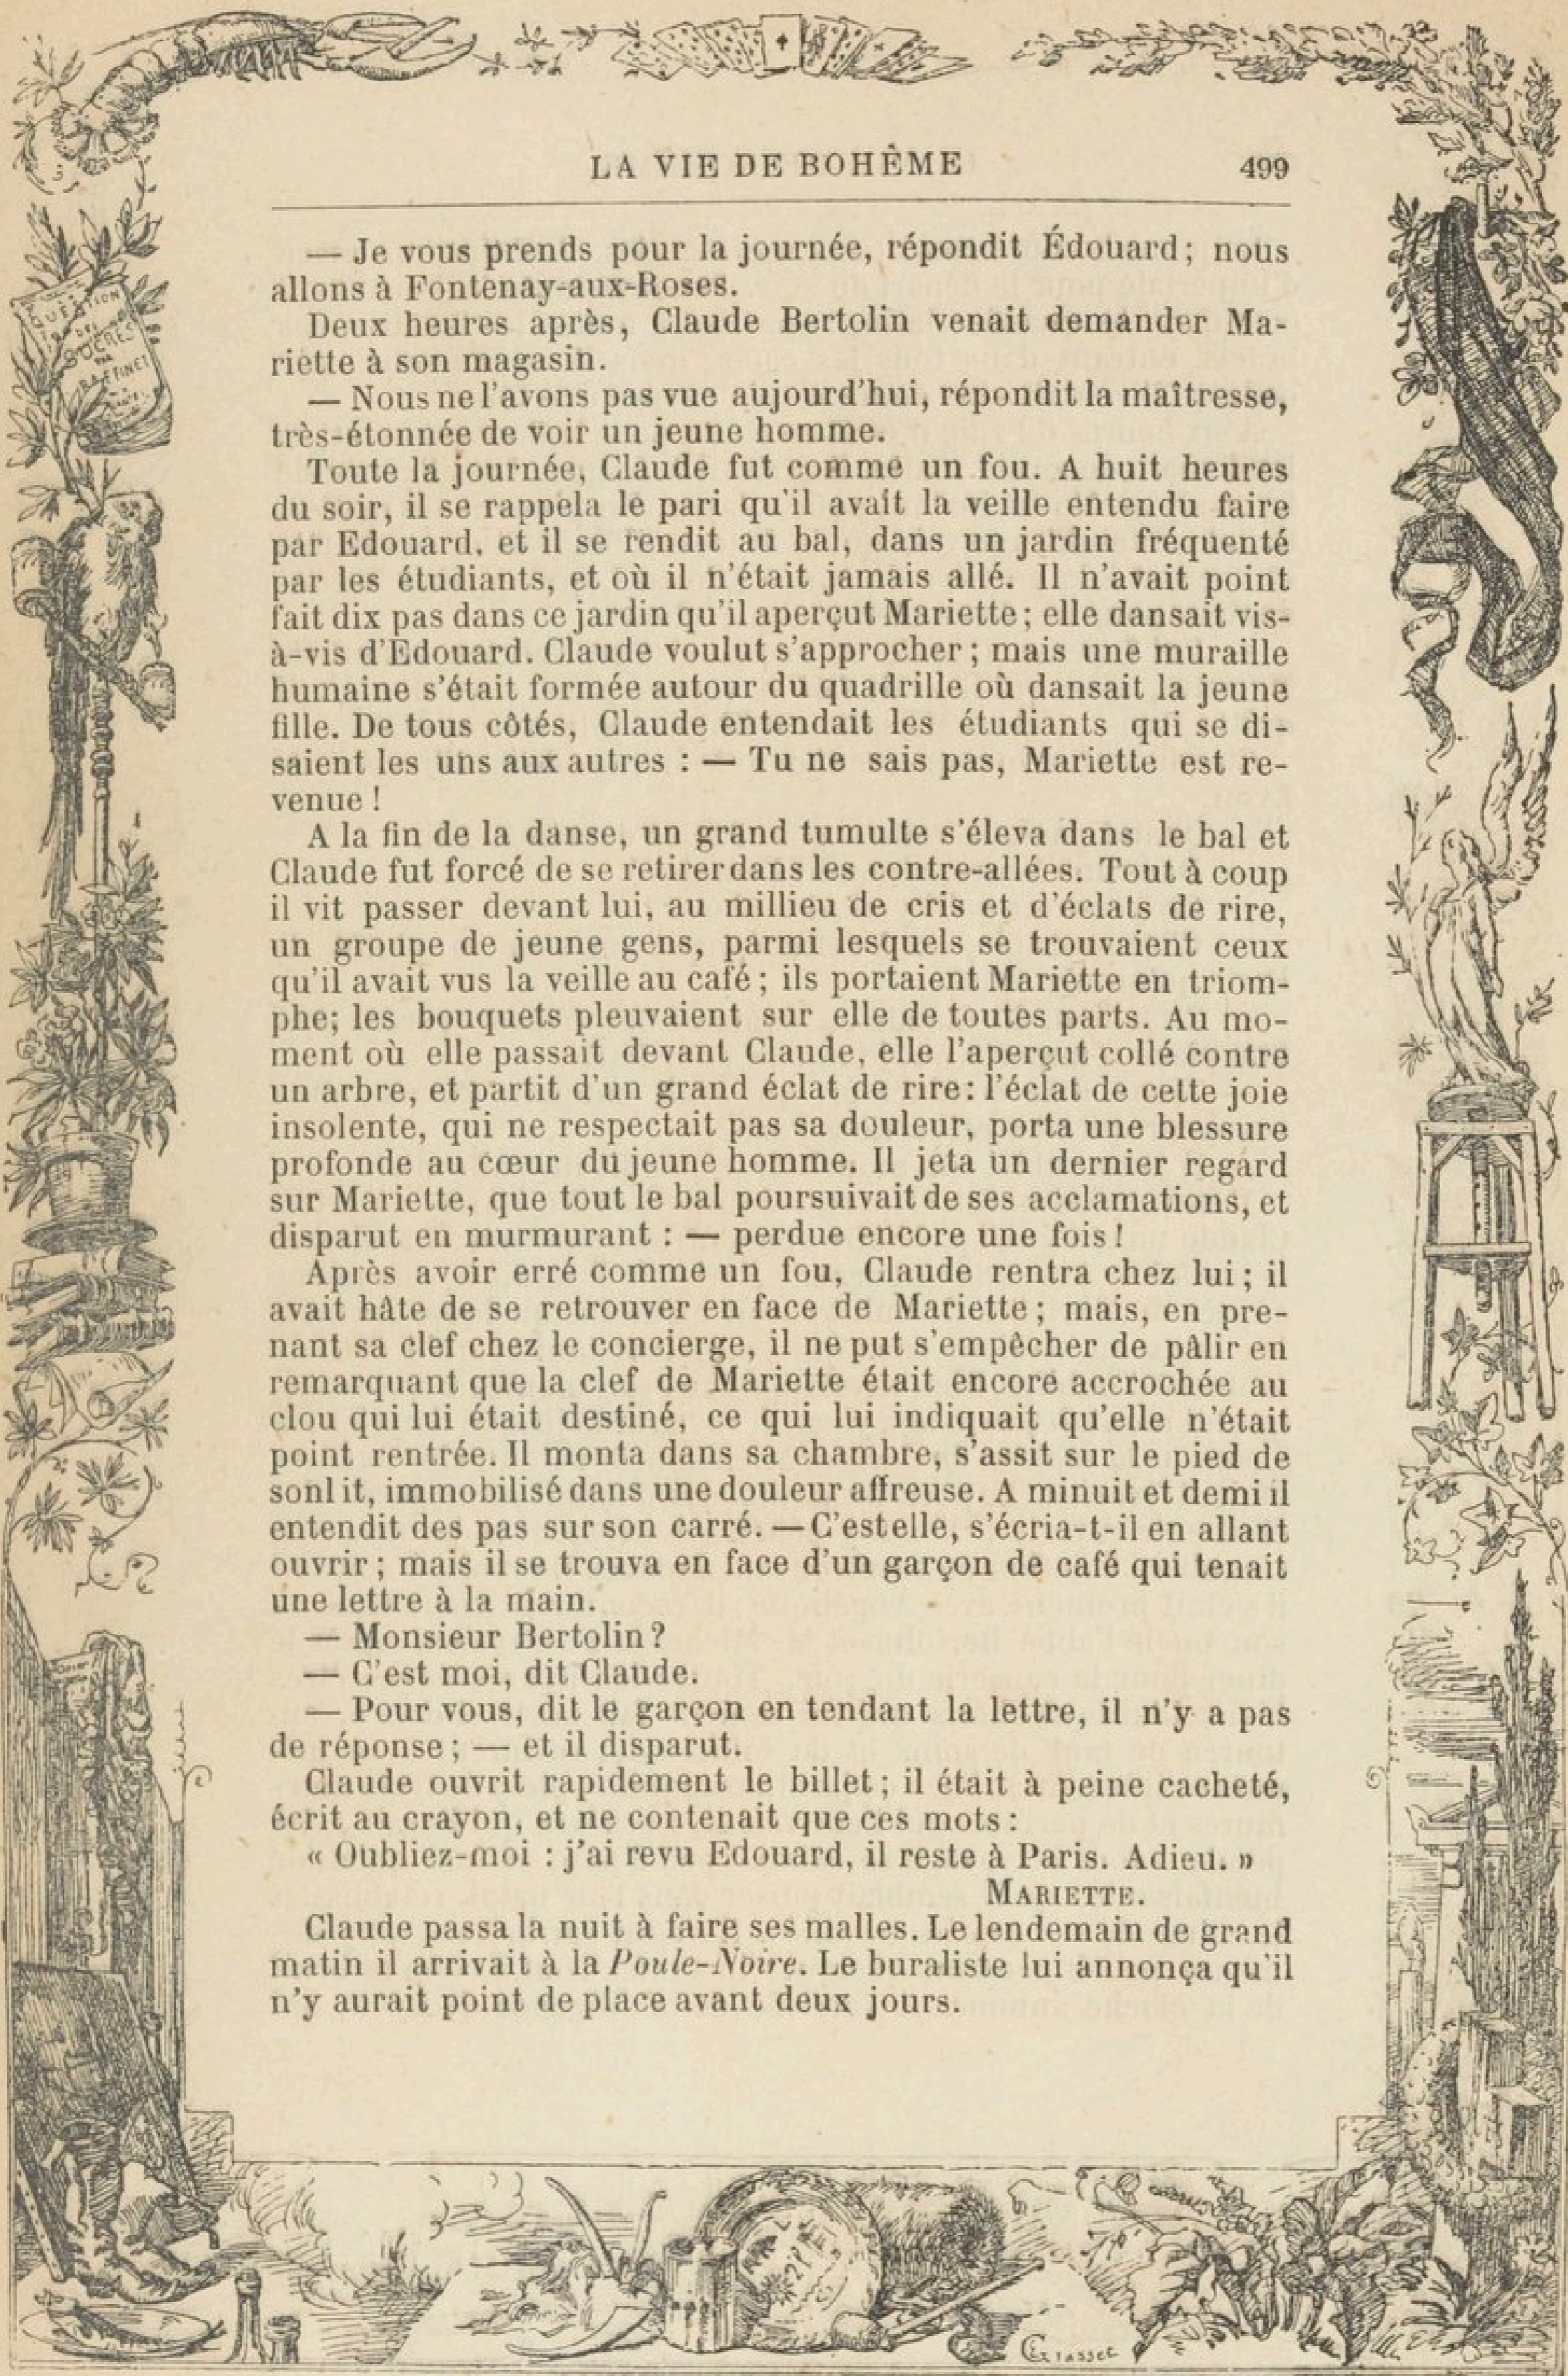 LA VIE DE BOHÈME 499
— Je vous prends pour la journée, répondit Édouard; nous
allons à Fontenay-aux-Roses.
Deux heures après, Claude Bertolin venait demander Ma-
riette à son magasin.
— Nous ne l'avons pas vue aujourd'hui, répondit la maîtresse,
très-étonnée de voir un jeune homme.
Toute la journée, Claude fut comme un fou. A huit heures
du soir, il se rappela le pari qu'il avait la veille entendu faire
par Edouard, et il se rendit au bal, dans un jardin fréquenté
par les étudiants, et où il n'était jamais allé. Il n'avait point
fait dix pas dans ce jardin qu'il aperçut Mariette; elle dansait vis-
à-vis d'Edouard. Claude voulut s'approcher; mais une muraille
humaine s'était formée autour du quadrille où dansait la jeune
fille. De tous côtés, Claude entendait les étudiants qui se di-
saient les uns aux autres : — Tu ne sais pas, Mariette est re-
venue !
A la fin de la danse, un grand tumulte s'éleva dans le bal et
Claude fut forcé de se retirer dans les contre-allées. Tout à coup
il vit passer devant lui, au millieu de cris et d'éclats de rire,
un groupe de jeune gens, parmi lesquels se trouvaient ceux
qu'il avait vus la veille au café; ils portaient Mariette en triom-
phe; les bouquets pleuvaient sur elle de toutes parts. Au mo-
ment où elle passait devant Claude, elle l'aperçut collé contre
un arbre, et partit d'un grand éclat de rire: l'éclat de cette joie
insolente, qui ne respectait pas sa douleur, porta une blessure
profonde au cœur du jeune homme. Il jeta un dernier regard
sur Mariette, que tout le bal poursuivait de ses acclamations, et
disparut en murmurant : — perdue encore une fois !
Après avoir erré comme un fou, Claude rentra chez lui; il
avait hâte de se retrouver en face de Mariette; mais, en pre-
nant sa clef chez le concierge, il ne put s'empêcher de pâlir en
remarquant que la clef de Mariette était encore accrochée au
clou qui lui était destiné, ce qui lui indiquait qu'elle n'était
point rentrée. Il monta dans sa chambre, s'assit sur le pied de
sonl it, immobilisé dans une douleur affreuse. A minuit et demi il
entendit des pas sur son carré. — C'est elle, s'écria-t-il en allant
ouvrir; mais il se trouva en face d'un garçon de café qui tenait
une lettre à la main.
— Monsieur Bertolin?
— C'est moi, dit Claude.
— Pour vous, dit le garçon en tendant la lettre, il n'y a pas
de réponse; — et il disparut.
Claude ouvrit rapidement le billet; il était à peine cacheté,
écrit au crayon, et ne contenait que ces mots :
« Oubliez-moi : j'ai revu Edouard, il reste à Paris. Adieu. »
MARIETTE.
Claude passa la nuit à faire ses malles. Le lendemain de grand
matin il arrivait à la Poule-Noire. Le buraliste lui annonça qu'il
n'y aurait point de place avant deux jours.
QUESTION
DES
SUCRES
PAR
RAFFINET
Grasset